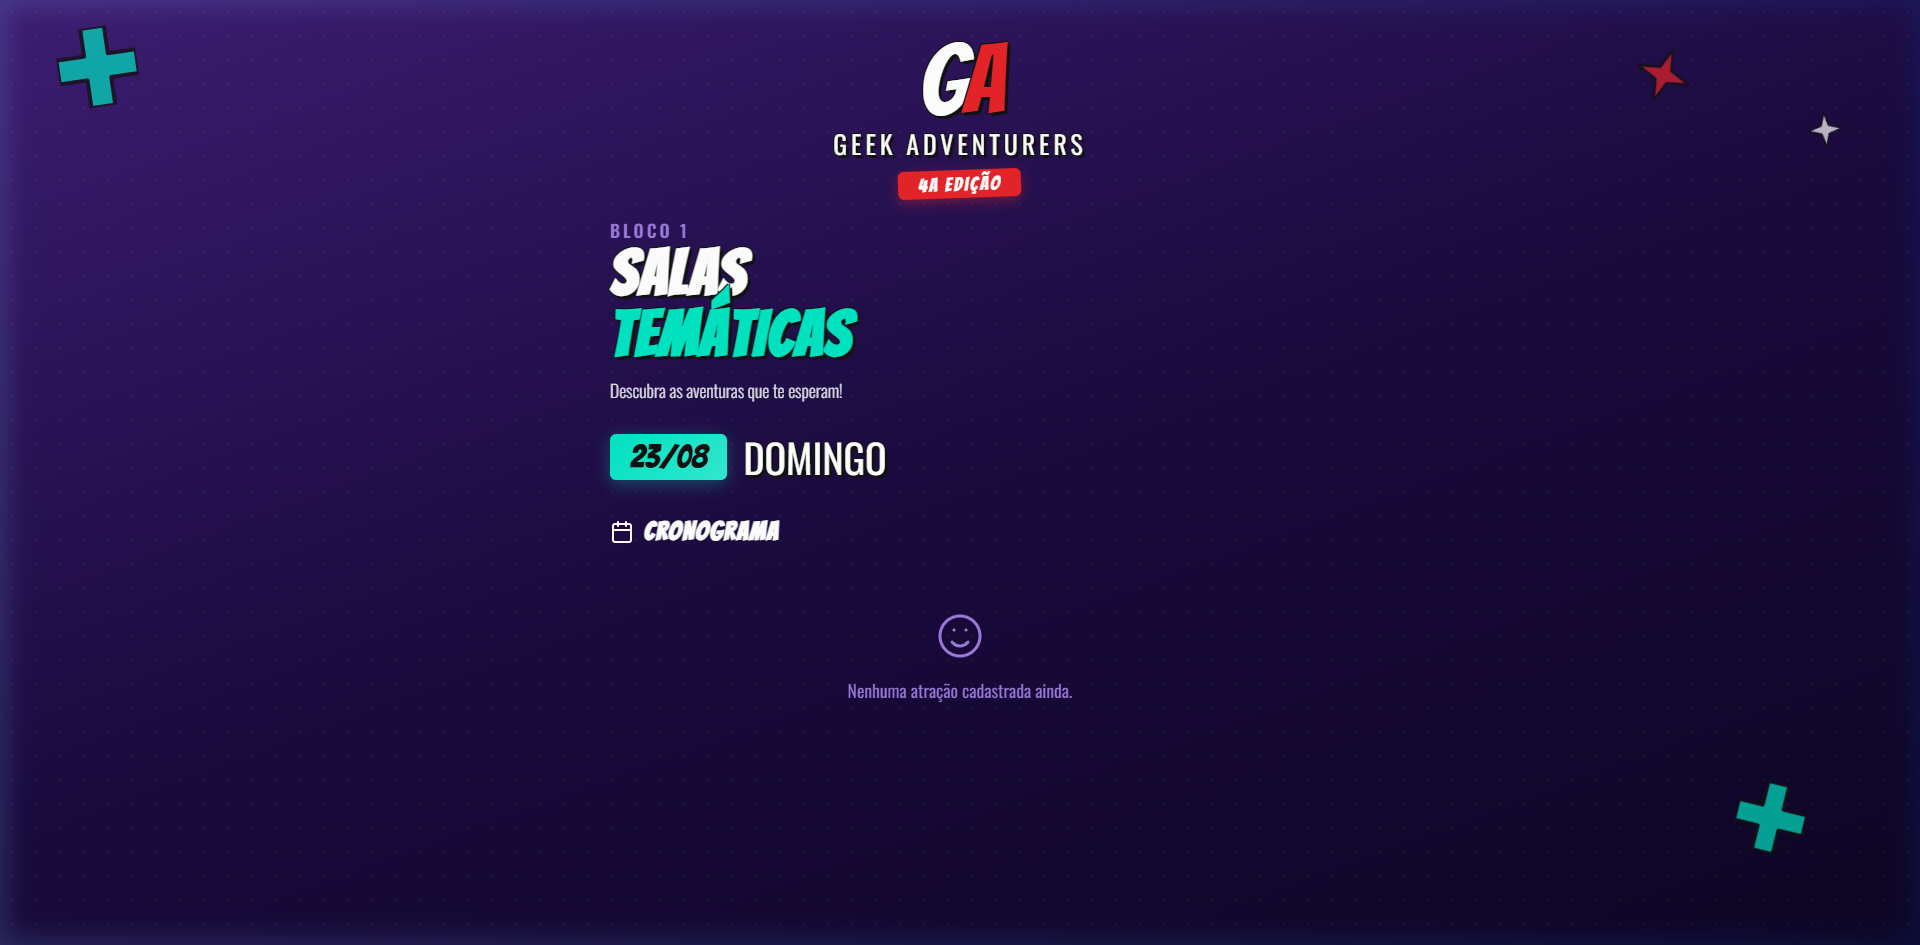 GA
GEEK ADVENTURERS
4A EDIÇÃO
BLOCO 1
SALAS
TEMÁTICAS
Descubra as aventuras que te esperam!
23/08 DOMINGO
CRONOGRAMA
Nenhuma atração cadastrada ainda.